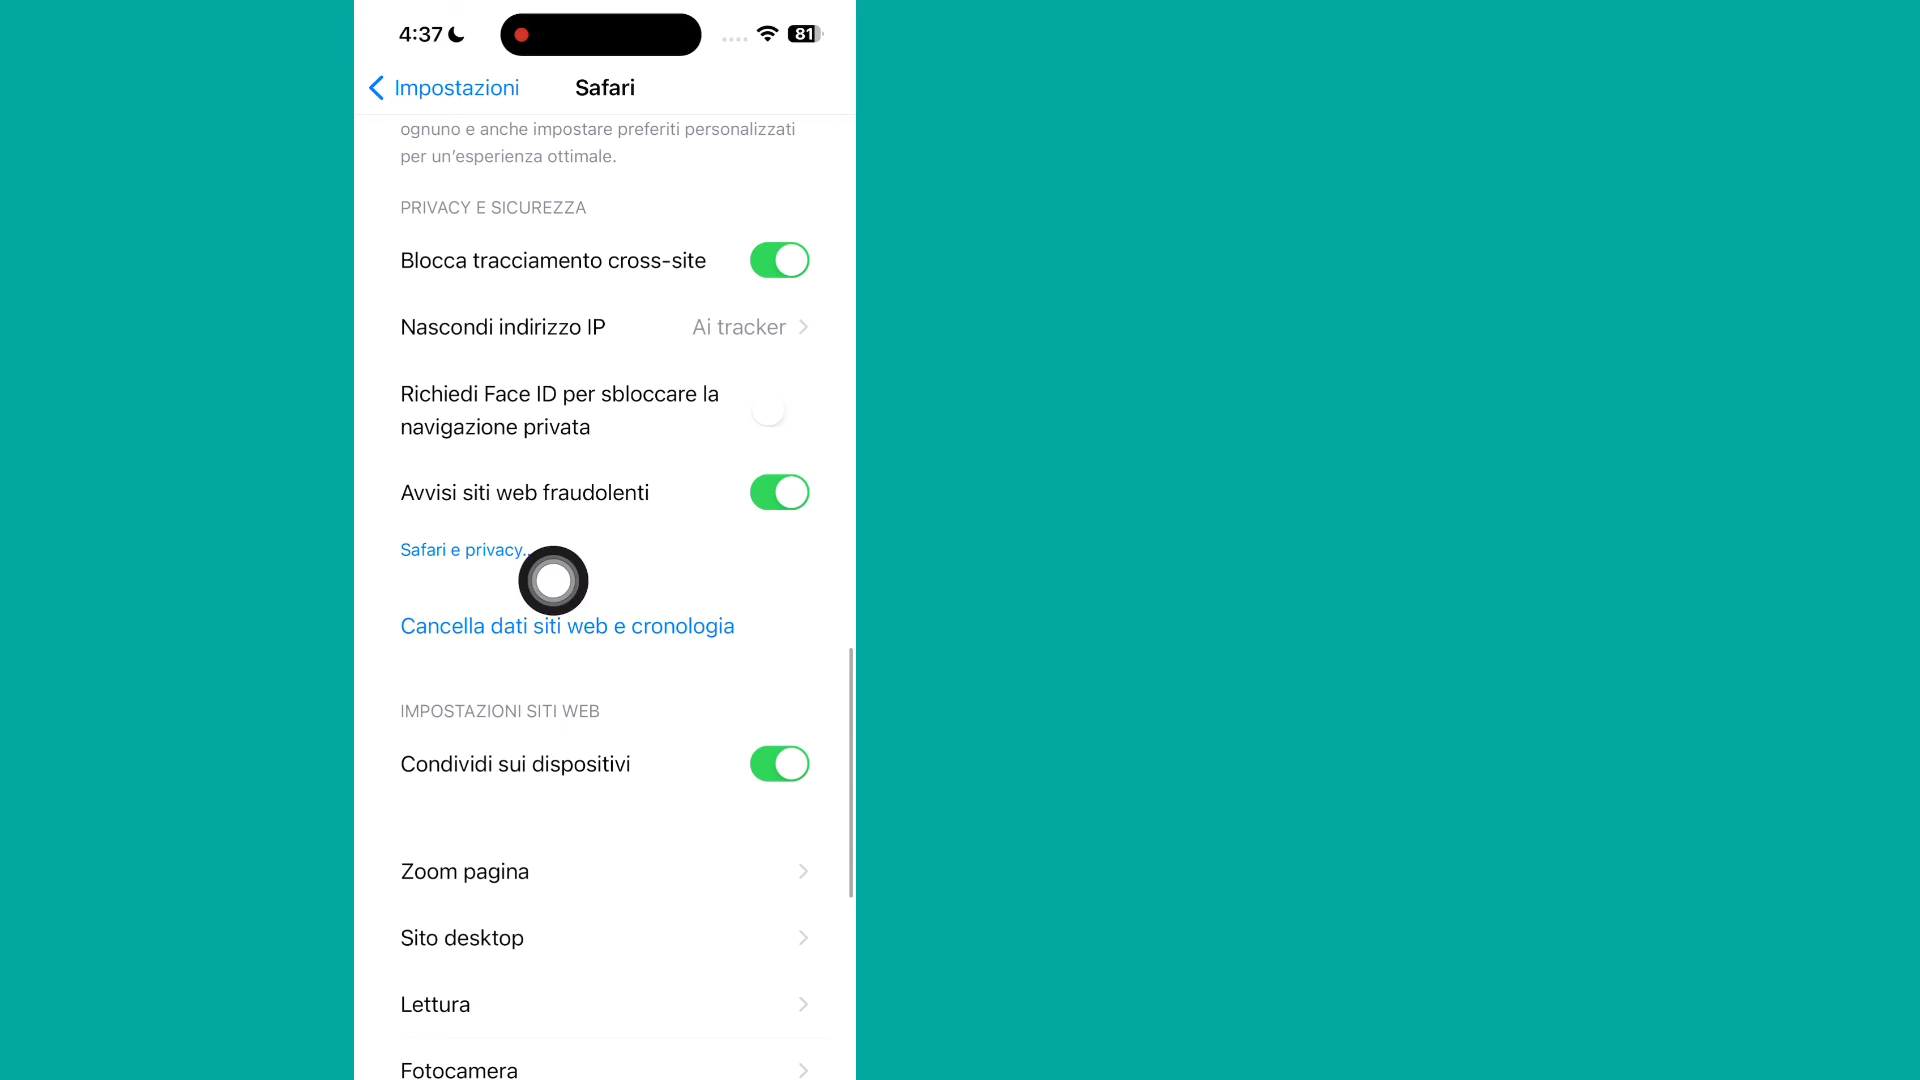 4:37
81
Impostazioni
Safari
ognuno e anche impostare preferiti personalizzati
per un’esperienza ottimale.
PRIVACY E SICUREZZA
Blocca tracciamento cross-site
Nascondi indirizzo IP
Ai tracker
Richiedi Face ID per sbloccare la
navigazione privata
Avvisi siti web fraudolenti
Safari e privacy...
Cancella dati siti web e cronologia
IMPOSTAZIONI SITI WEB
Condividi sui dispositivi
Zoom pagina
Sito desktop
Lettura
Fotocamera